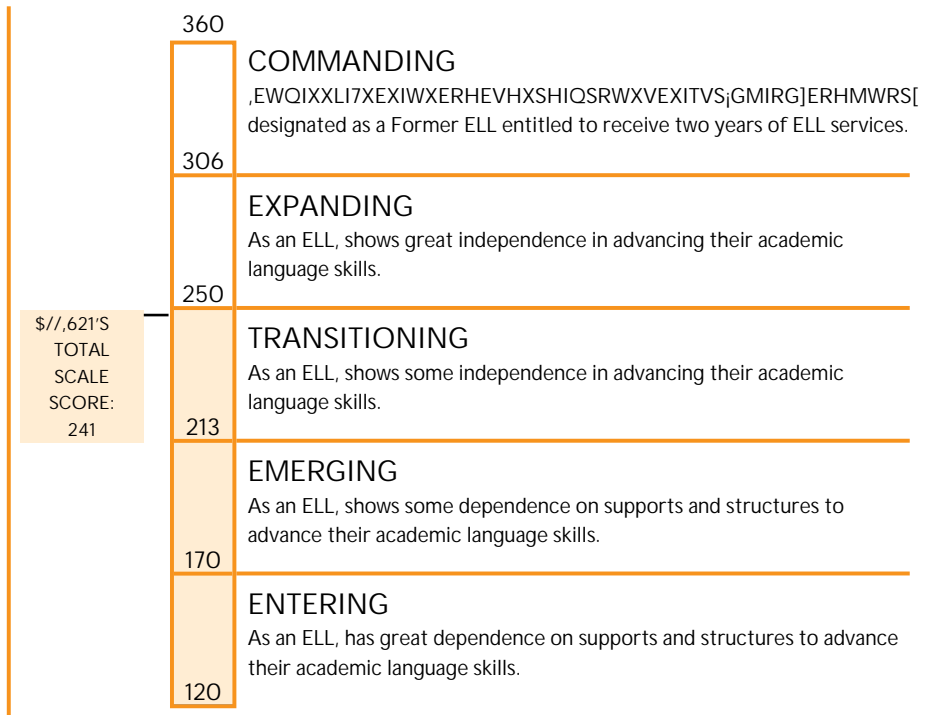 360
COMMANDING
,EWQIXXLI7XEXIWXERHEVHXSHIQSRWXVEXITVS¡GMIRG]ERHMWRS[
designated as a Former ELL entitled to receive two years of ELL services.
306
EXPANDING
As an ELL, shows great independence in advancing their academic
language skills.
250
$//,621'S
TOTAL
SCALE
SCORE:
241
TRANSITIONING
As an ELL, shows some independence in advancing their academic
language skills.
213
EMERGING
As an ELL, shows some dependence on supports and structures to
advance their academic language skills.
170
ENTERING
As an ELL, has great dependence on supports and structures to advance
their academic language skills.
120